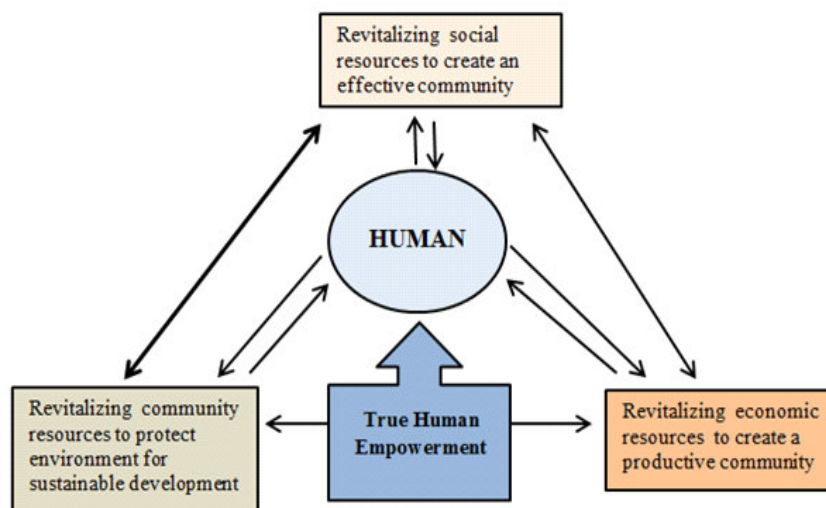 Revitalizing social
resources to create an
effective community
HUMAN
Revitalizing community
resources to protect
environment for
sustainable development
True Human
Empowerment
Revitalizing economic
resources to create a
productive community